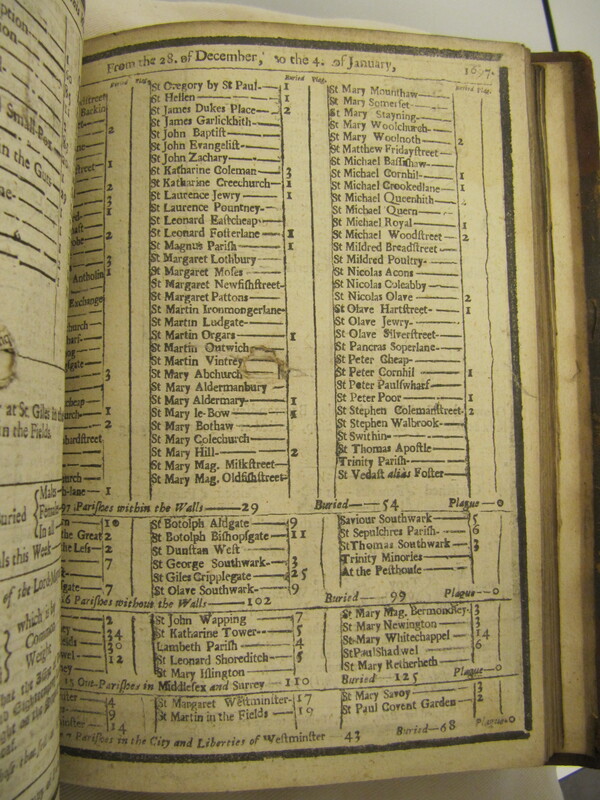 From the 28. of December, to the 4. of January, 1697.
Buried Plag.
Buried Plag.
Buried Plag.
St Gregory by St Paul- 1
St Hellen 1
St James Dukes Place- 2
St James Garlickhith-
St John Baptist
St John Evangelist-
St John Zachary
St Katharine Coleman 3
St Katharine Creechurch- 1
St Laurence Jewry 1
St Laurence Pountney-
St Leonard Eastcheap-
St Leonard Fosterlane 1
St Magnus Parish 1
St Margaret Lothbury
St Margaret Moses
St Margaret Newfishstreet-
St Margaret Pattons
St Martin Ironmongerlane-
St Martin Ludgate-
St Martin Orgars 1
St Martin Outwich
St Martin Vintrey
St Mary Abchurch
St Mary Aldermanbury
St Mary Aldermary- 1
St Mary le-Bow
St Mary Bothaw
St Mary Colechurch
St Mary Hill- 2
St Mary Mag. Milkstreet-
St Mary Mag. Oldfishstreet-
St Mary Mounthaw
St Mary Somerset-
St Mary Stayning-
St Mary Woolchurch-
St Mary Woolnoth 2
St Matthew Fridaystreet
St Michael Bassishaw-
St Michael Cornhil- 1
St Michael Crookedlane- 1
St Michael Queenhith
St Michael Quern
St Michael Royal 1
St Michael Woodstreet 2
St Mildred Breadstreet
St Mildred Poultry-
St Nicolas Acons
St Nicolas Coleabby
St Nicolas Olave 2
St Olave Hartstreet- 1
St Olave Jewry-
St Olave Silverstreet-
St Pancras Soperlane-
St Peter Cheap-
St Peter Cornhil 1
St Peter Paulswharf
St Peter Poor 1
St Stephen Colemanstreet- 2
St Stephen Walbrook-
St Swithin-
St Thomas Apostle
Trinity Parish-
St Vedast alias Foster-
97 Parishes within the Walls 29 Buried 54 Plague-0
the Great 2
the Less 2
St Botolph Aldgate 9
St Botolph Bishopsgate 11
St Dunstan West
St George Southwark- 3
St Giles Cripplegate 25
St Olave Southwark- 9
Saviour Southwark 5
St Sepulchres Parish- 6
St Thomas Southwark 3
Trinity Minories
At the Pesthouse
16 Parishes without the Walls 102 Buried 99 Plague-0
St John Wapping 7
St Katharine Tower- 5
Lambeth Parish 4
St Leonard Shoreditch 5
St Mary Islington
St Mary Mag. Bermondsey- 3
St Mary Newington 3
St Mary Whitechappel 14
St Paul Shadwel 6
St Mary Retherheth
Out-Parishes in Middlesex and Surrey 110 Buried 125 Plague-0
St Margaret Westminster- 17
St Martin in the Fields 19
St Mary Savoy 3
St Paul Covent Garden 2
Parishes in the City and Liberties of Westminster 43 Buried-68 Plague-0